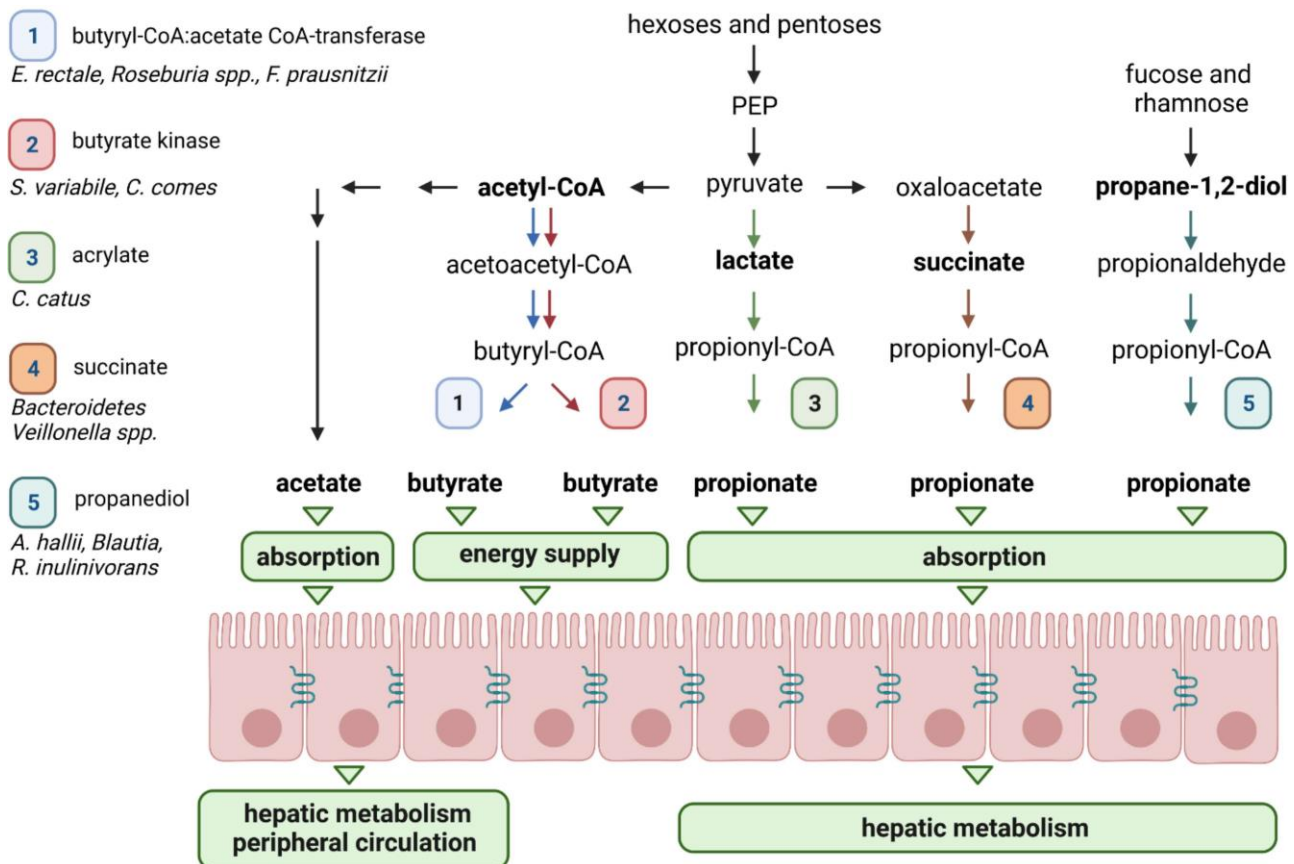 1 butyryl-CoA:acetate CoA-transferase
E. rectale, Roseburia spp., F. prausnitzii
2 butyrate kinase
S. variabile, C. comes
3 acrylate
C. catus
4 succinate
Bacteroidetes
Veillonella spp.
5 propanediol
A. hallii, Blautia,
R. inulinivorans
hexoses and pentoses
PEP
fucose and
rhamnose
acetyl-CoA pyruvate oxaloacetate propane-1,2-diol
acetoacetyl-CoA lactate succinate propionaldehyde
butyryl-CoA propionyl-CoA propionyl-CoA propionyl-CoA
1 2 3 4 5
acetate butyrate butyrate propionate propionate propionate
absorption energy supply absorption
hepatic metabolism
peripheral circulation
hepatic metabolism